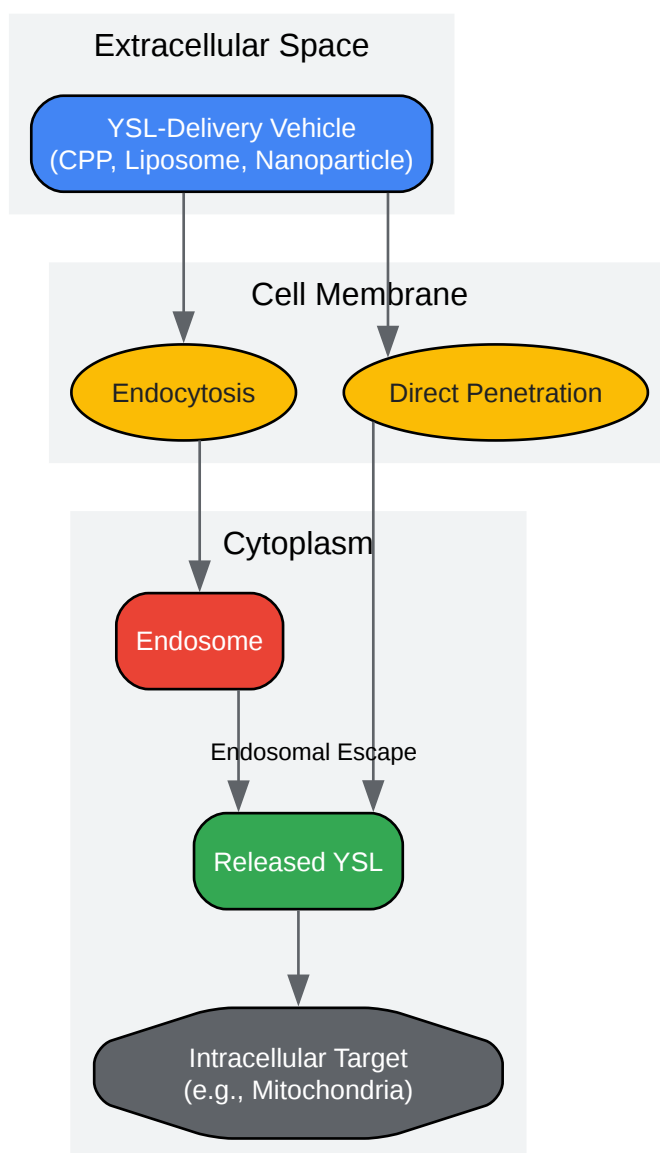 Extracellular Space
YSL-Delivery Vehicle
(CPP, Liposome, Nanoparticle)
Cell Membrane
Endocytosis
Direct Penetration
Cytoplasm
Endosome
Endosomal Escape
Released YSL
Intracellular Target
(e.g., Mitochondria)